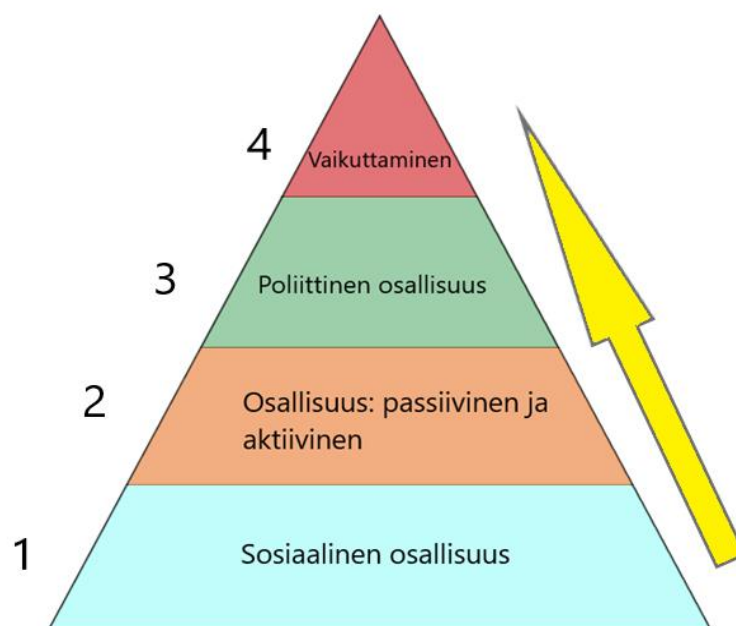 4
Vaikuttaminen
3
Poliittinen osallisuus
2
Osallisuus: passiivinen ja
aktiivinen
1
Sosiaalinen osallisuus